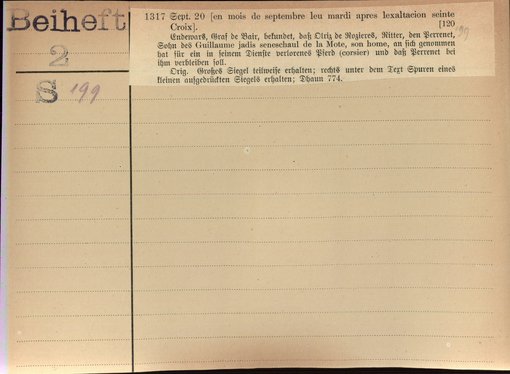 Beiheft
2
S 199
1317 Sept. 20 [en mois de septembre leu mardi apres lexaltacion seinte
Croix]. [120
Endewars, Graf de Bair, bekundet, daß Olriz de Rozieres, Ritter, den Perrenet,
Sohn des Guillaume jadis seneschaul de la Mote, son home, an sich genommen
hat für ein in seinem Dienste verlorenes Pferd (corsier) und daß Perrenet bei
ihm verbleiben soll.
Orig. Großes Siegel teilweise erhalten; rechts unter dem Text Spuren eines
kleinen aufgedrückten Siegels erhalten; Dhaun 774.